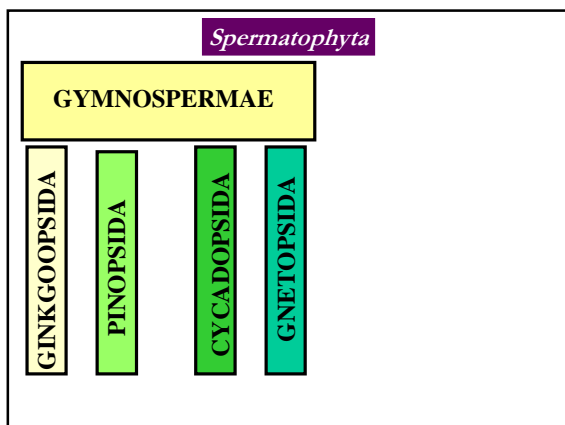 Spermatophyta
GYMNOSPERMAE
GINKGOOPSIDA
PINOPSIDA
CYCADOPSIDA
GNETOPSIDA